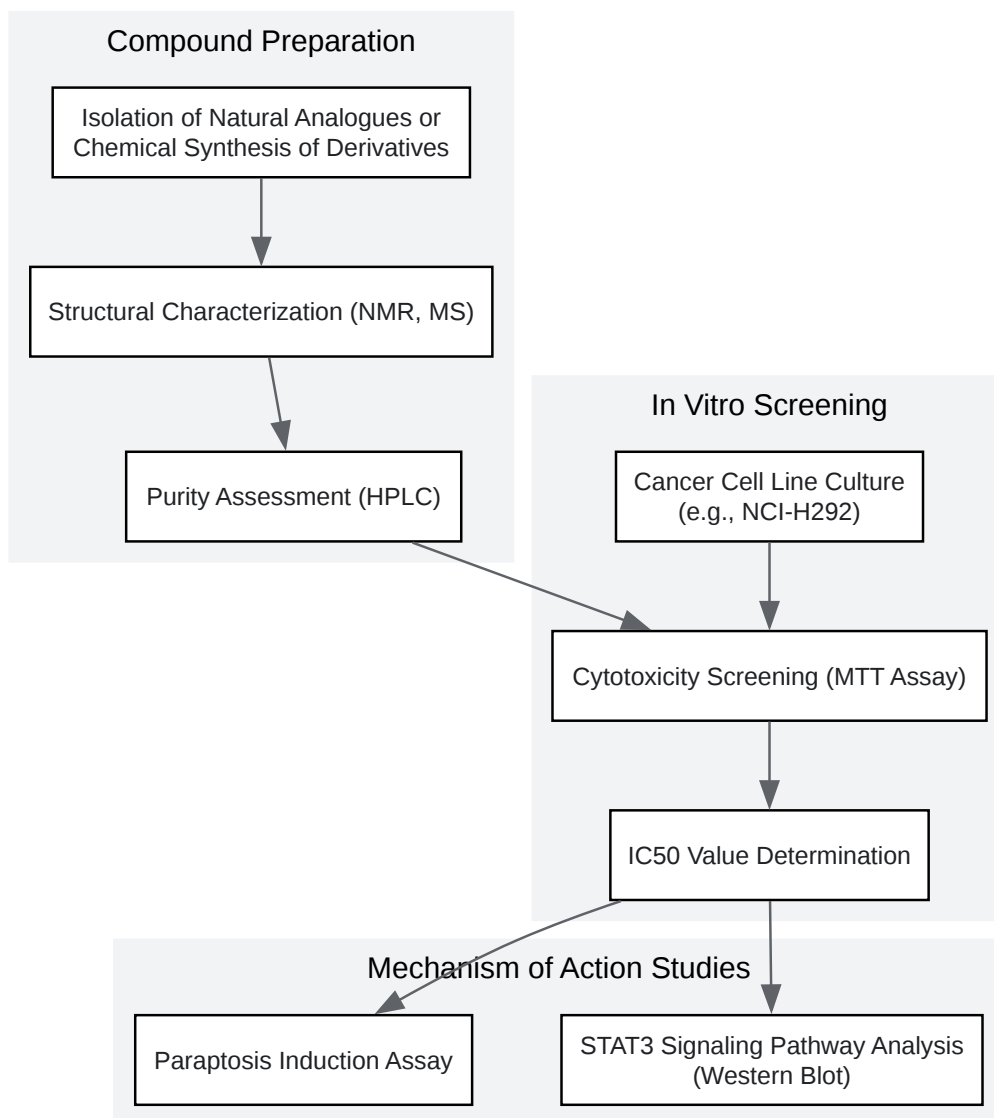 Compound Preparation
Isolation of Natural Analogues or
Chemical Synthesis of Derivatives
Structural Characterization (NMR, MS)
Purity Assessment (HPLC)
In Vitro Screening
Cancer Cell Line Culture
(e.g., NCI-H292)
Cytotoxicity Screening (MTT Assay)
IC50 Value Determination
Mechanism of Action Studies
Paraptosis Induction Assay
STAT3 Signaling Pathway Analysis
(Western Blot)